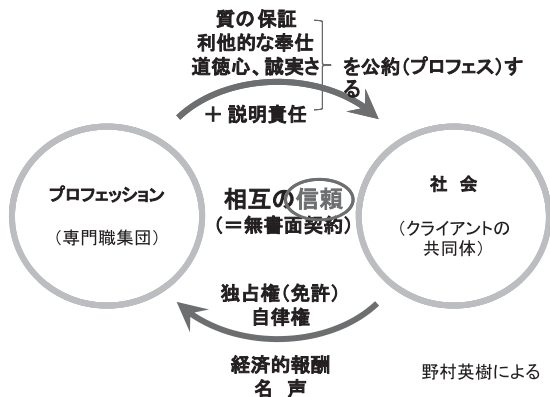 質の保証
利他的な奉仕
道徳心、誠実さ
を公約（プロフェス）す
る
＋説明責任
プロフェッション
（専門職集団）
相互の信頼
（＝無書面契約）
社　会
（クライアントの
共同体）
独占権（免許）
自律権
経済的報酬
名　声
野村英樹による